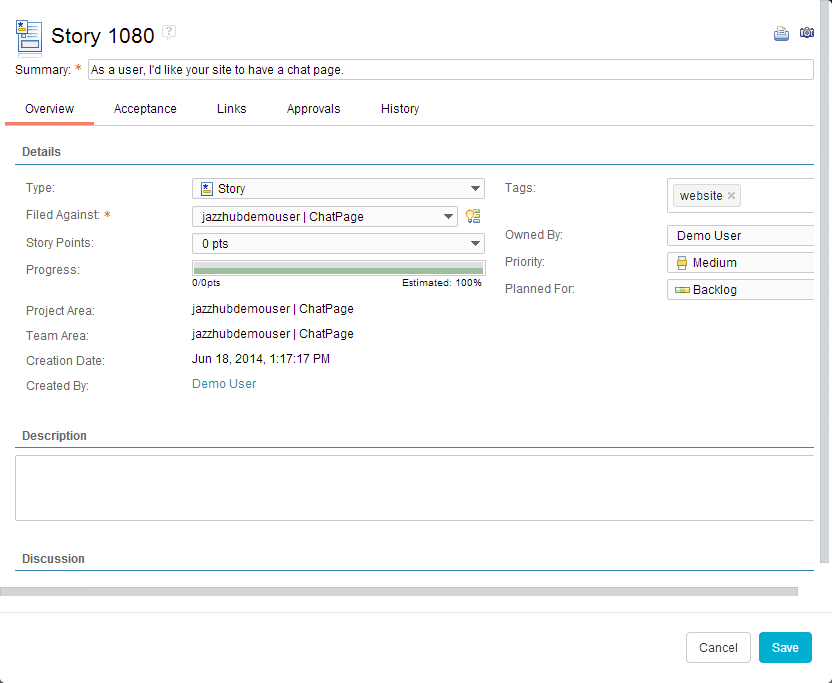 Story 1080 ?
Summary: * As a user, I'd like your site to have a chat page.
Overview Acceptance Links Approvals History
Details
Type: Story
Filed Against: * jazzhubdemouser | ChatPage
Story Points: 0 pts
Progress:
0/0pts Estimated: 100%
Project Area: jazzhubdemouser | ChatPage
Team Area: jazzhubdemouser | ChatPage
Creation Date: Jun 18, 2014, 1:17:17 PM
Created By: Demo User
Tags: website ×
Owned By: Demo User
Priority: Medium
Planned For: Backlog
Description
Discussion
Cancel Save